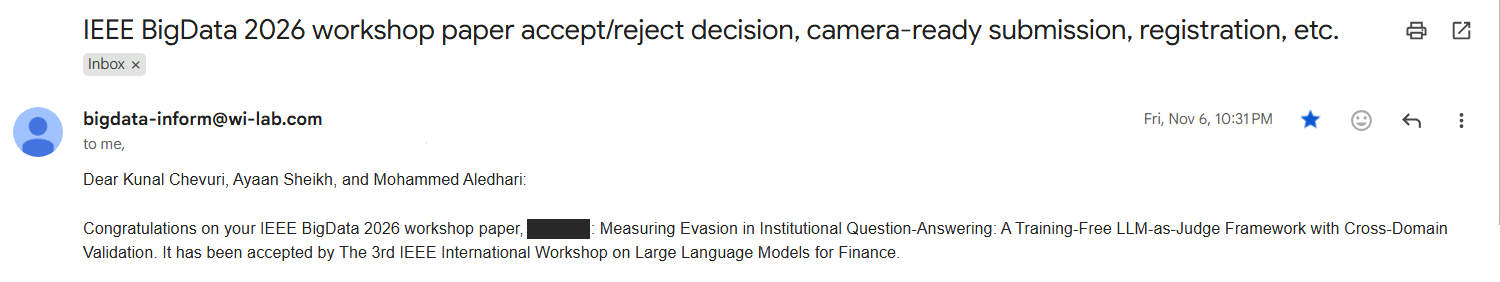 IEEE BigData 2026 workshop paper accept/reject decision, camera-ready submission, registration, etc.
Inbox ×
bigdata-inform@wi-lab.com
Fri, Nov 6, 10:31 PM
to me,
Dear Kunal Chevuri, Ayaan Sheikh, and Mohammed Aledhari:
Congratulations on your IEEE BigData 2026 workshop paper, : Measuring Evasion in Institutional Question-Answering: A Training-Free LLM-as-Judge Framework with Cross-Domain
Validation. It has been accepted by The 3rd IEEE International Workshop on Large Language Models for Finance.